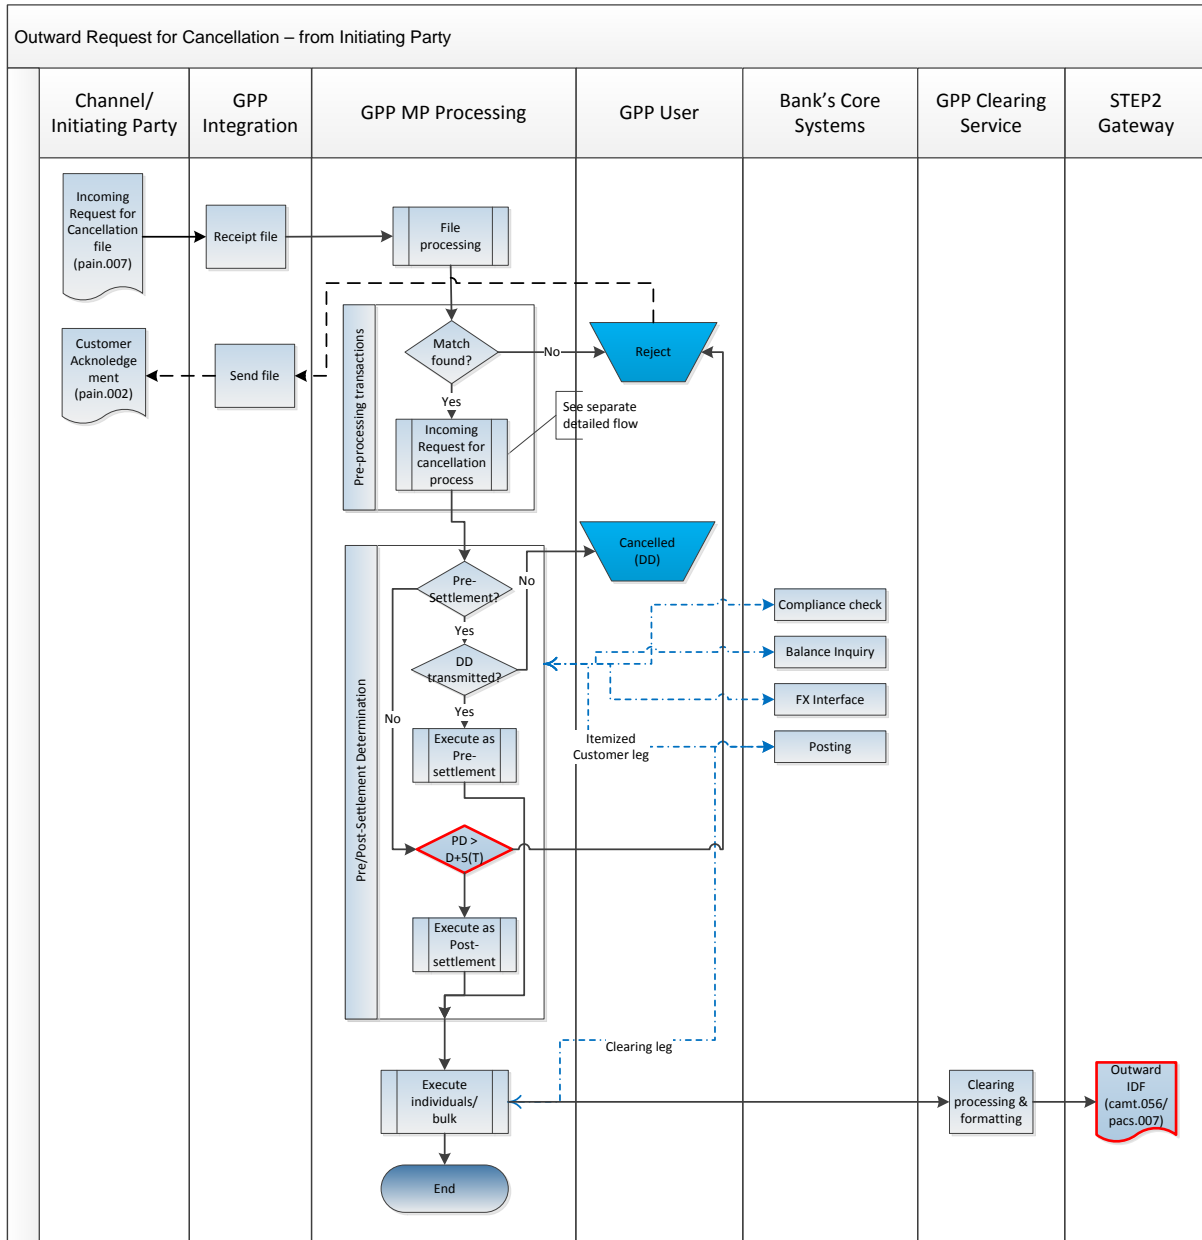 Outward Request for Cancellation – from Initiating Party
Channel/
Initiating Party
GPP
Integration
GPP MP Processing
GPP User
Bank's Core
Systems
GPP Clearing
Service
STEP2
Gateway
Incoming
Request for
Cancellation
file
(pain.007)
Receipt file
File
processing
Pre-processing transactions
Customer
Acknoledge
ment
(pain.002)
Send file
Match
found?
No
Reject
Yes
See separate
detailed flow
Incoming
Request for
cancellation
process
Pre/Post-Settlement Determination
Cancelled
(DD)
Pre-
Settlement?
No
Yes
DD
transmitted?
Yes
No
Compliance check
Balance Inquiry
FX Interface
Posting
Itemized
Customer leg
Execute as
Pre-
settlement
PD >
D+5(T)
Execute as
Post-
settlement
Clearing leg
Execute
individuals/
bulk
Clearing
processing &
formatting
Outward
IDF
(camt.056/
pacs.007)
End